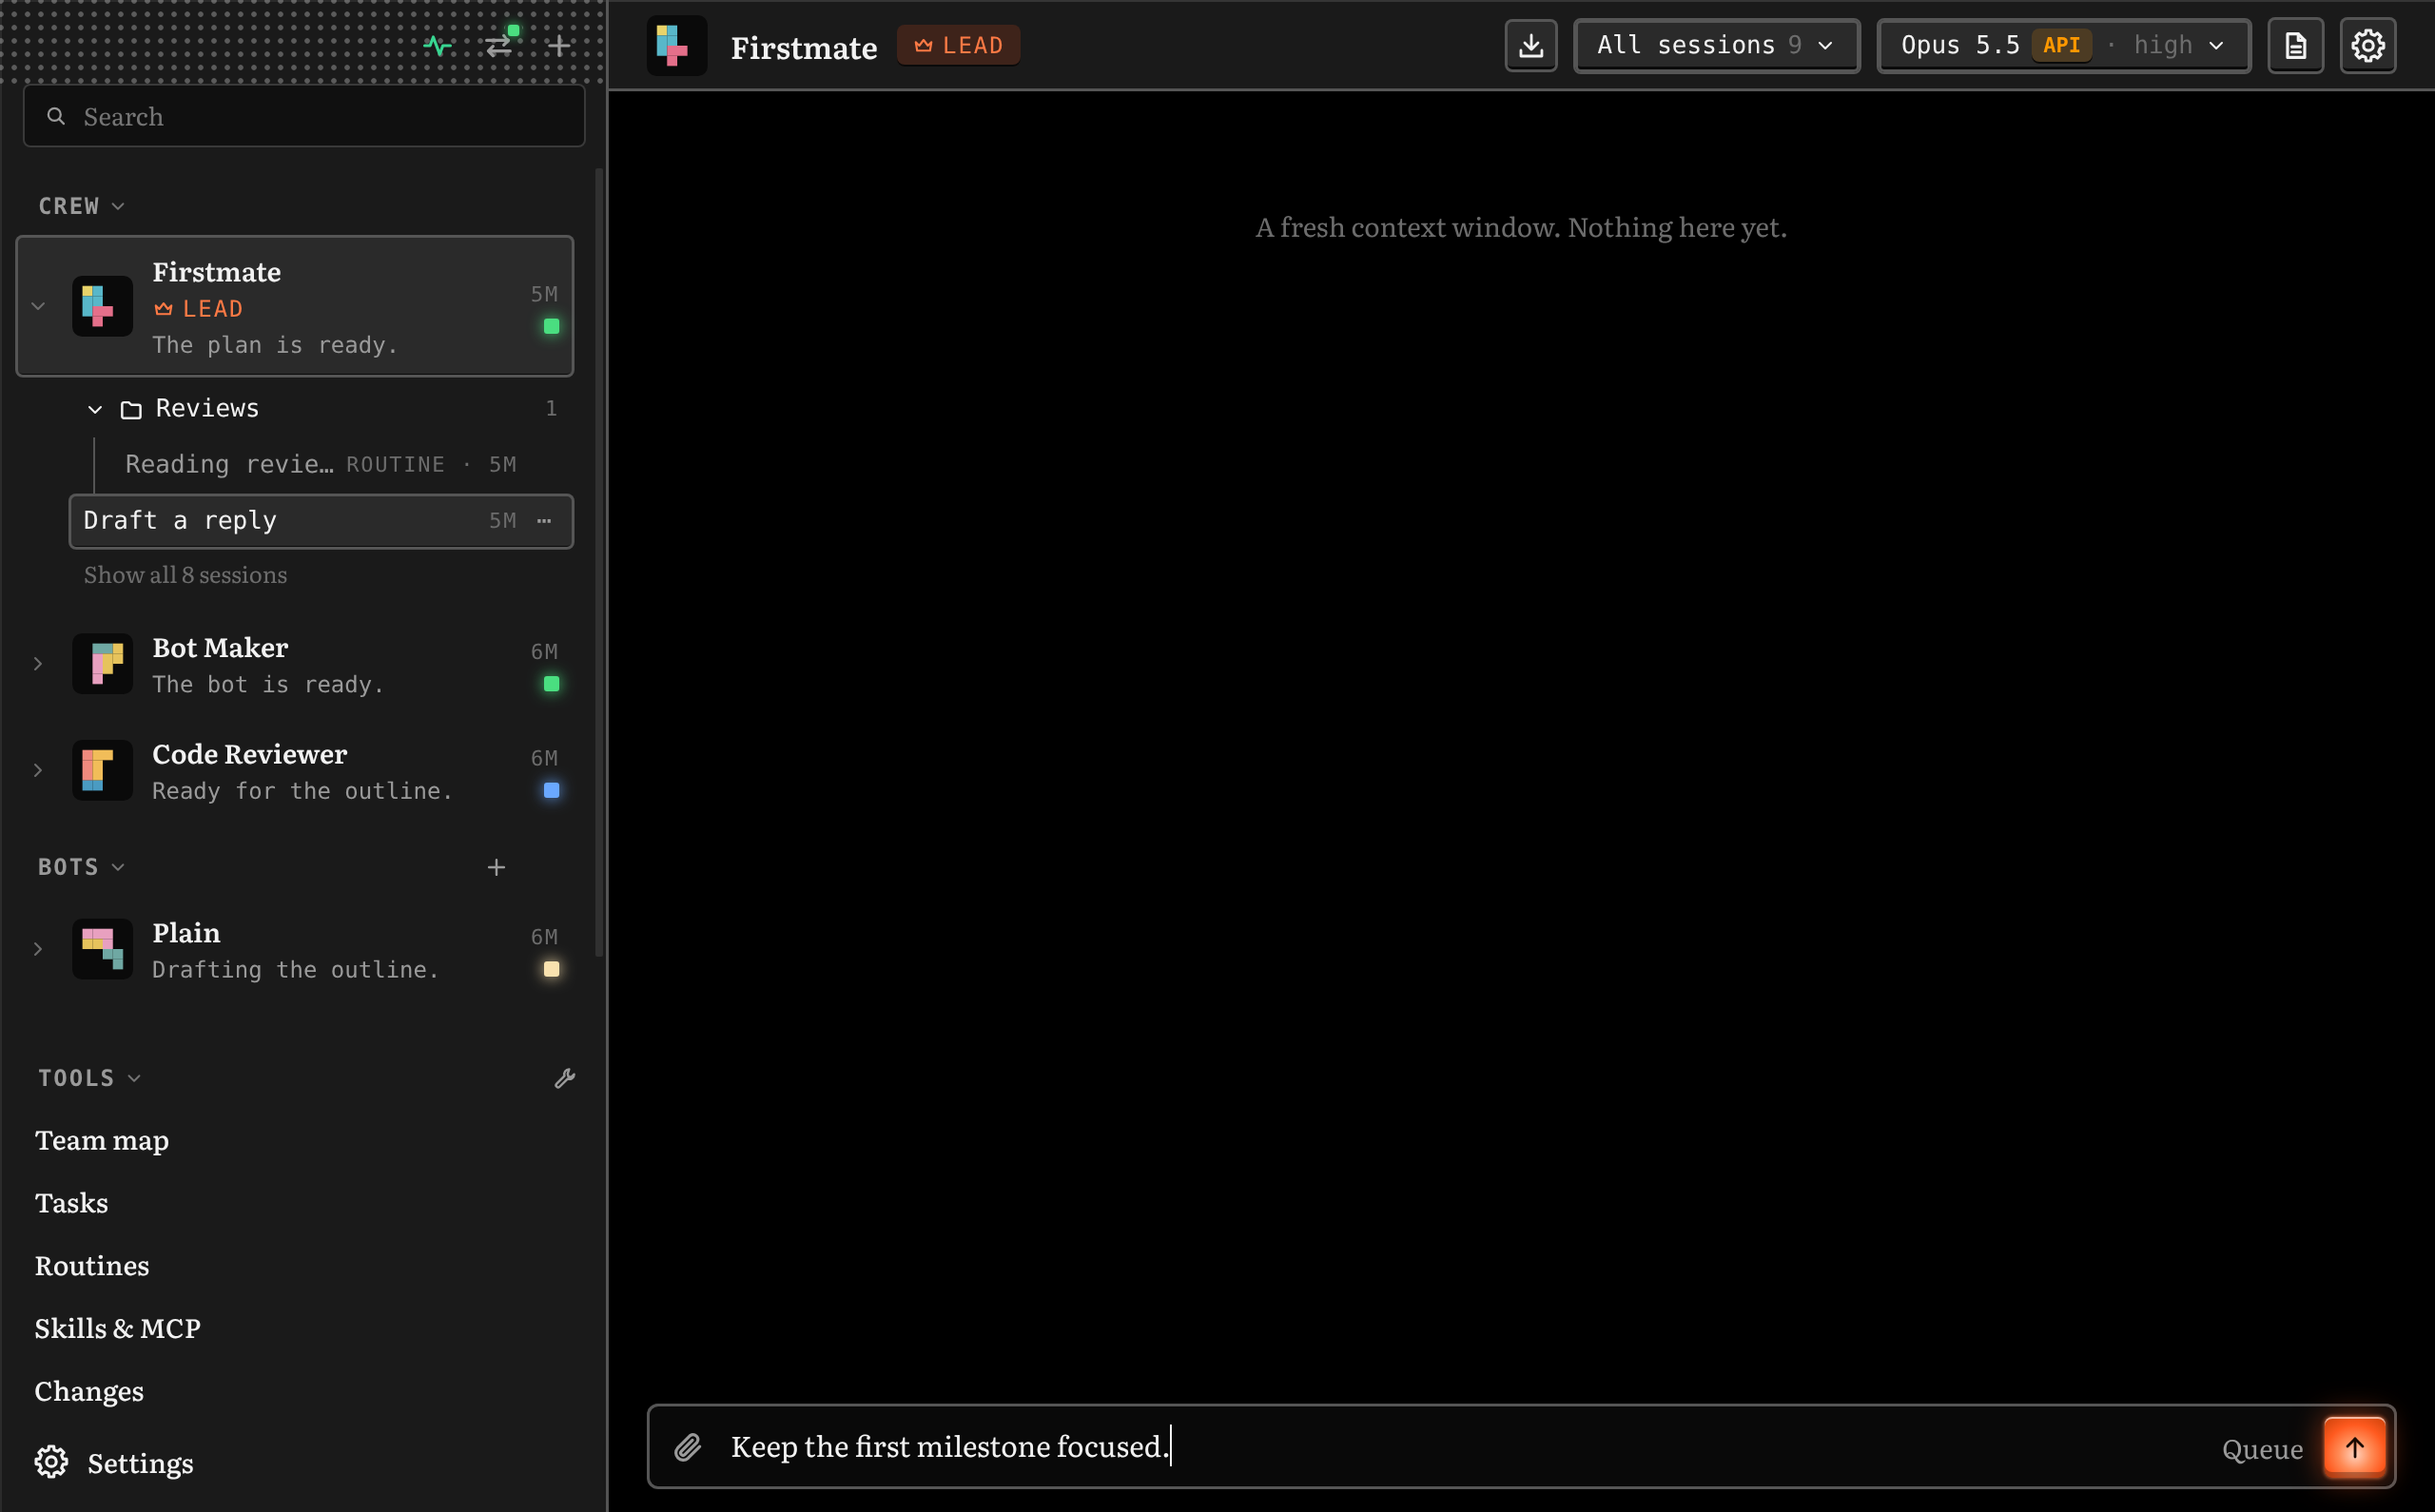 Search
CREW
Firstmate
LEAD
The plan is ready.
5M
Reviews 1
Reading revie… ROUTINE · 5M
Draft a reply 5M
Show all 8 sessions
Bot Maker 6M
The bot is ready.
Code Reviewer 6M
Ready for the outline.
BOTS
Plain 6M
Drafting the outline.
TOOLS
Team map
Tasks
Routines
Skills & MCP
Changes
Settings
Firstmate LEAD All sessions 9 Opus 5.5 API · high
A fresh context window. Nothing here yet.
Keep the first milestone focused. Queue